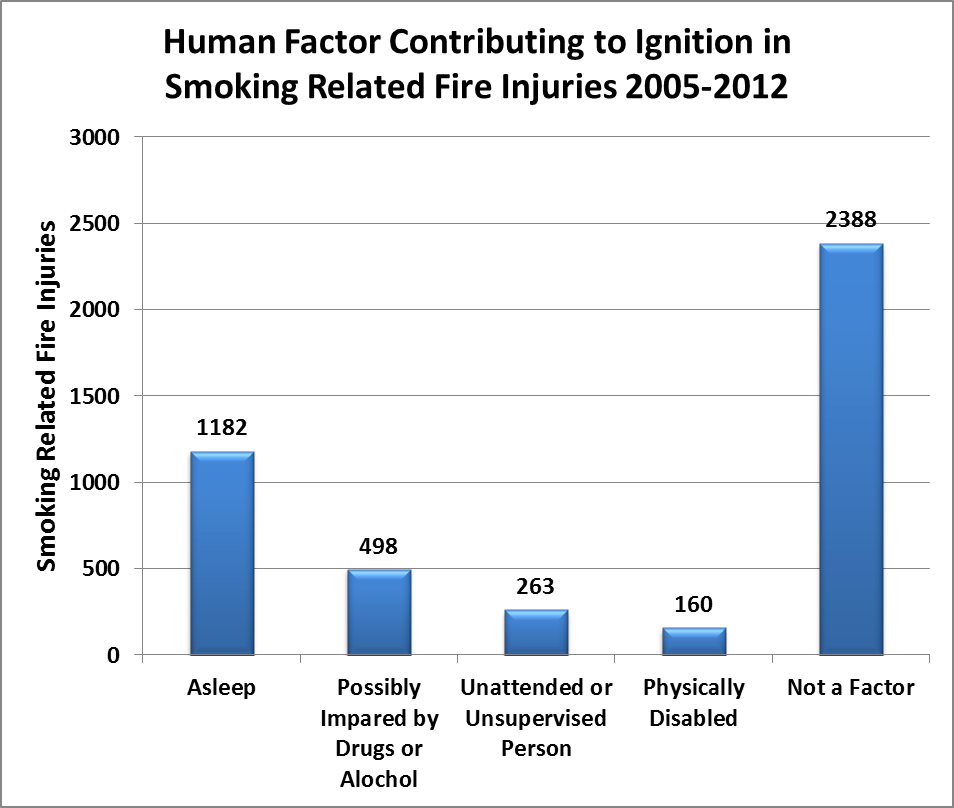 Human Factor Contributing to Ignition in
Smoking Related Fire Injuries 2005-2012
Smoking Related Fire Injuries
3000
2500
2000
1500
1000
500
0
1182
498
263
160
2388
Asleep
Possibly
Impared by
Drugs or
Alochol
Unattended or
Unsupervised
Person
Physically
Disabled
Not a Factor